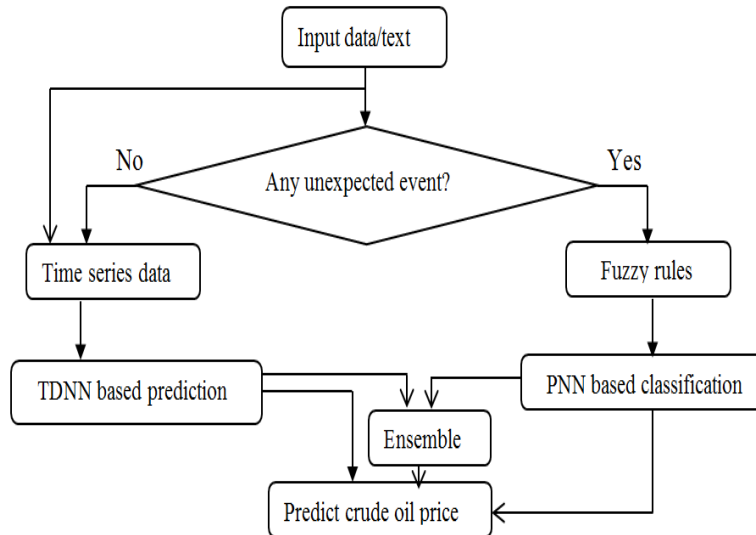 Input data/text
No
Yes
Any unexpected event?
Time series data
Fuzzy rules
TDNN based prediction
PNN based classification
Ensemble
Predict crude oil price